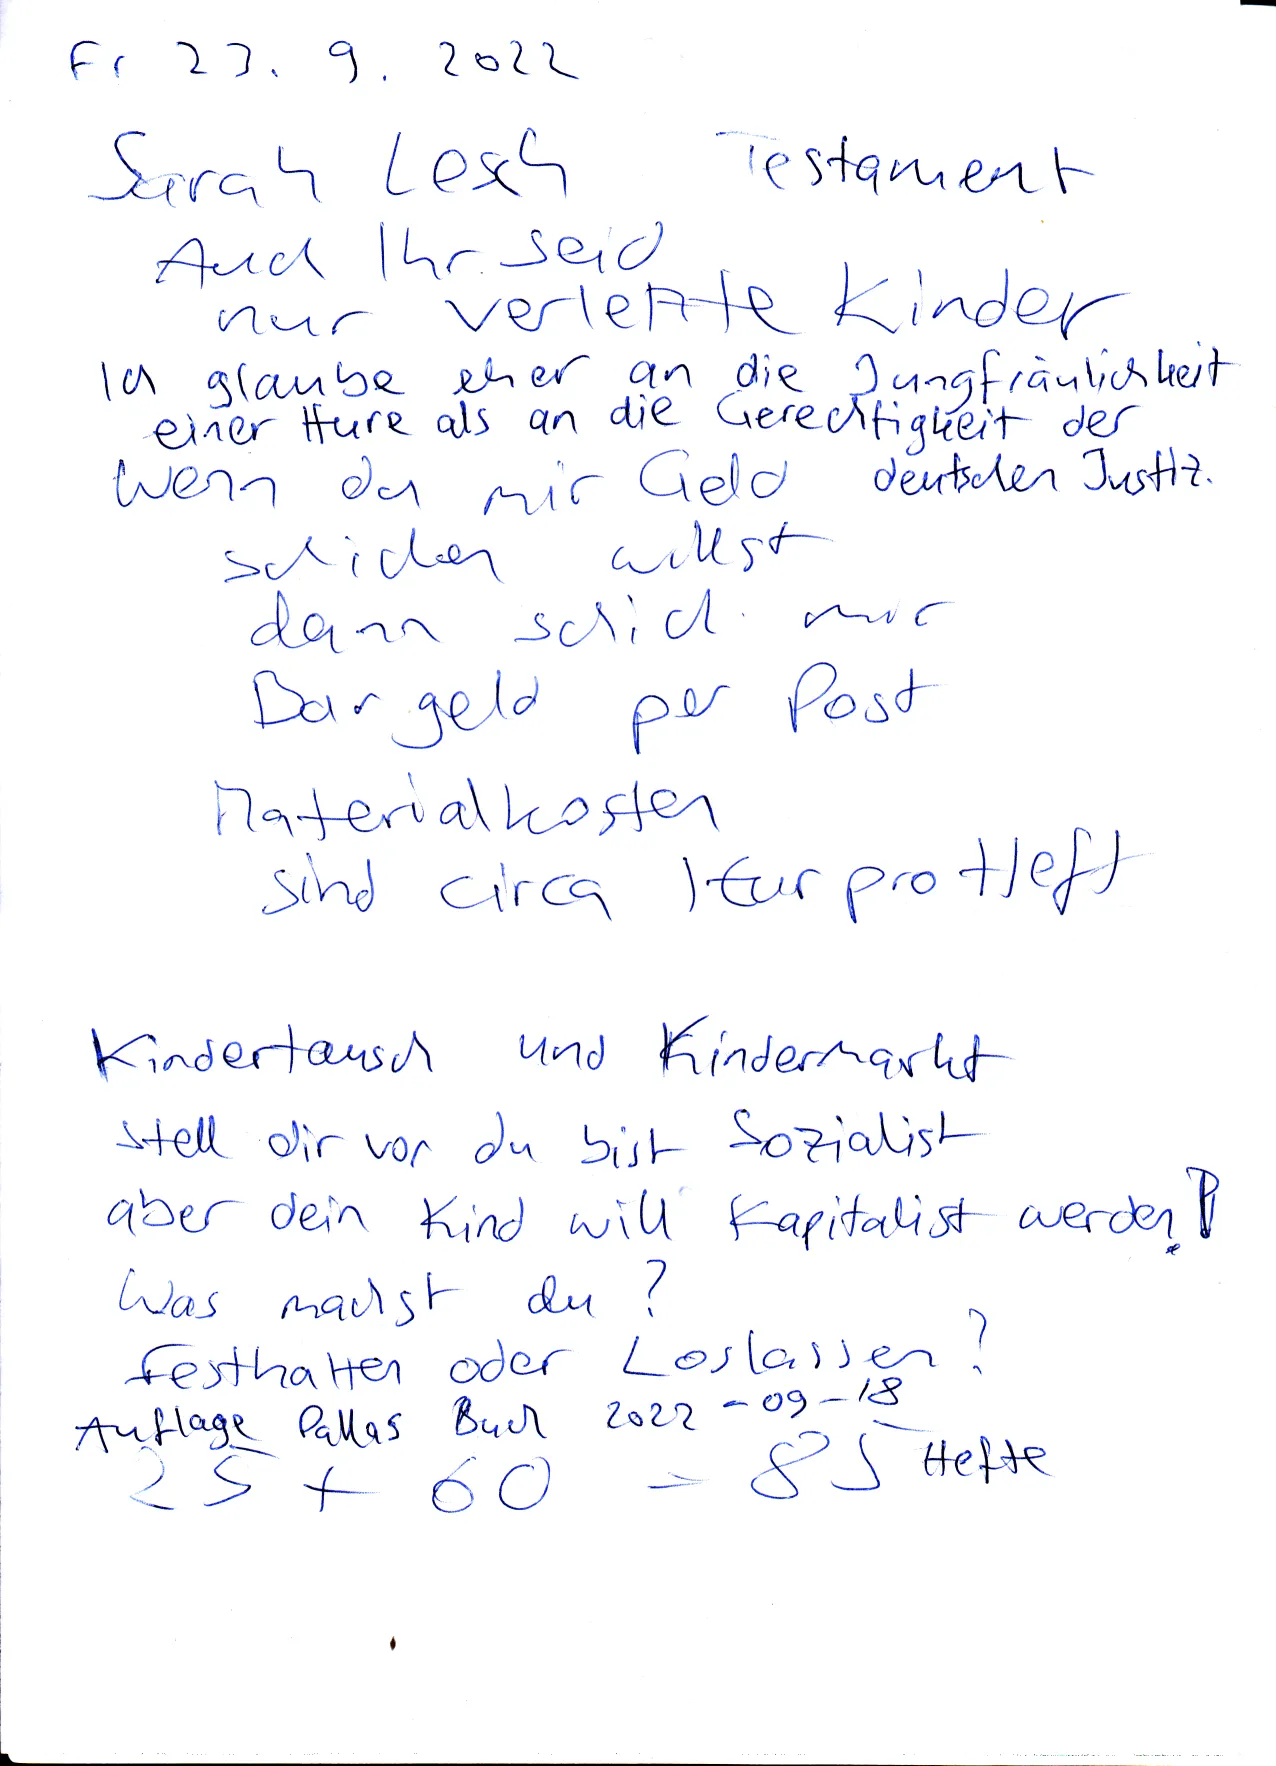 Fr 23. 9. 2022
Sarah Lesch Testament
Auch Ihr seid
nur verletzte Kinder
Ich glaube eher an die Jungfräulichkeit
einer Hure als an die Gerechtigkeit der
deutschen Justiz.
Wenn du mir Geld
schicken willst
dann schick mir
Bargeld per Post
Materialkosten
sind circa 1 Eur pro Heft
Kindertausch und Kindermarkt
stell dir vor du bist Sozialist
aber dein Kind will Kapitalist werden!
Was machst du?
Festhalten oder Loslassen?
Auflage Pallas Buch 2022-09-18
25 + 60 = 85 Hefte